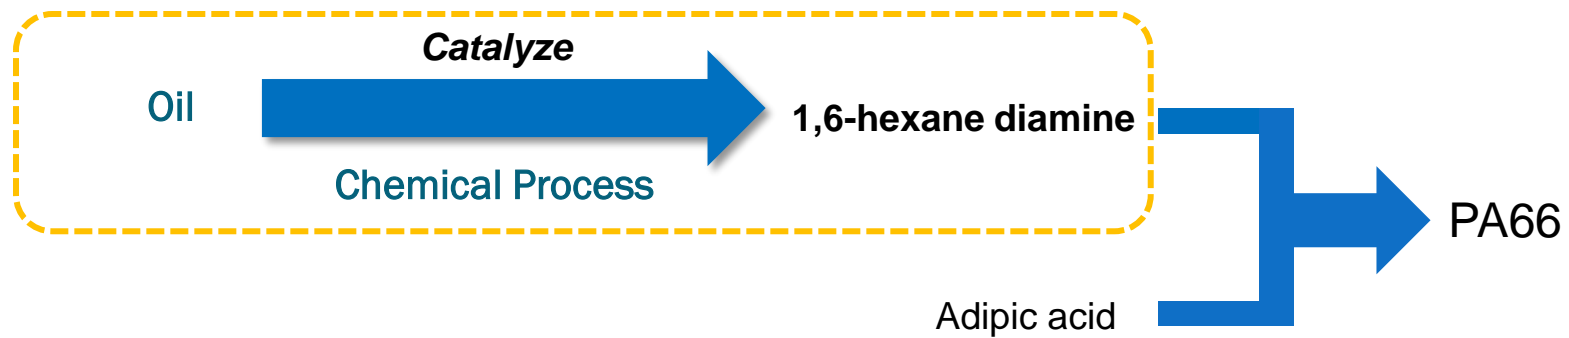 Catalyze
Oil
1,6-hexane diamine
Chemical Process
PA66
Adipic acid